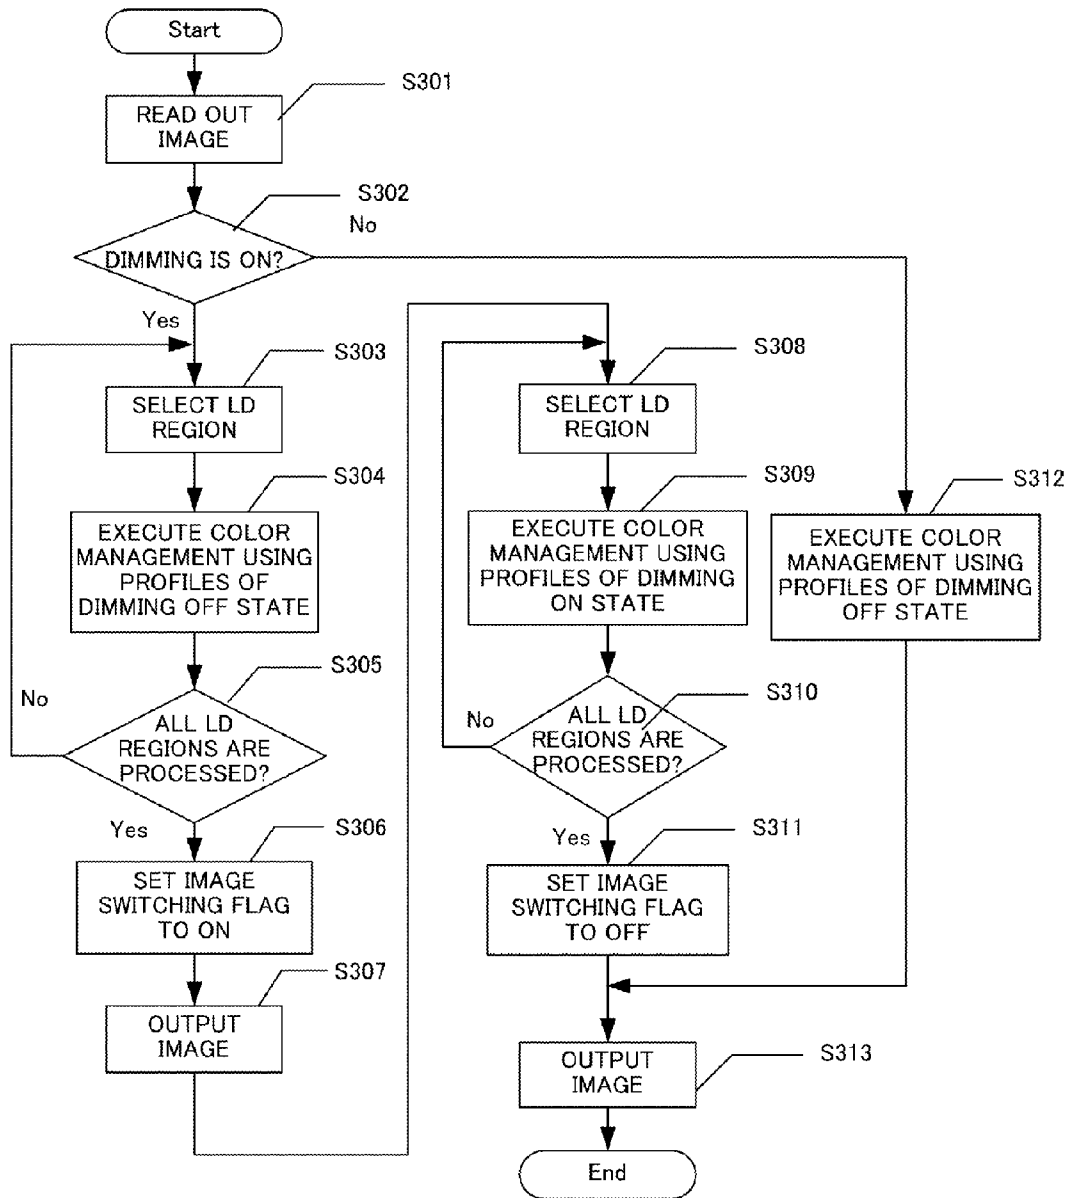 Start
S301
READ OUT
IMAGE
S302
No
DIMMING IS ON?
Yes
S303
SELECT LD
REGION
S304
EXECUTE COLOR
MANAGEMENT USING
PROFILES OF
DIMMING OFF STATE
S305
No
ALL LD
REGIONS ARE
PROCESSED?
Yes
S306
SET IMAGE
SWITCHING FLAG
TO ON
S307
OUTPUT
IMAGE
S308
SELECT LD
REGION
S309
EXECUTE COLOR
MANAGEMENT USING
PROFILES OF DIMMING
ON STATE
S310
No
ALL LD
REGIONS ARE
PROCESSED?
Yes
S311
SET IMAGE
SWITCHING FLAG
TO OFF
S312
EXECUTE COLOR
MANAGEMENT USING
PROFILES OF DIMMING
OFF STATE
S313
OUTPUT
IMAGE
End